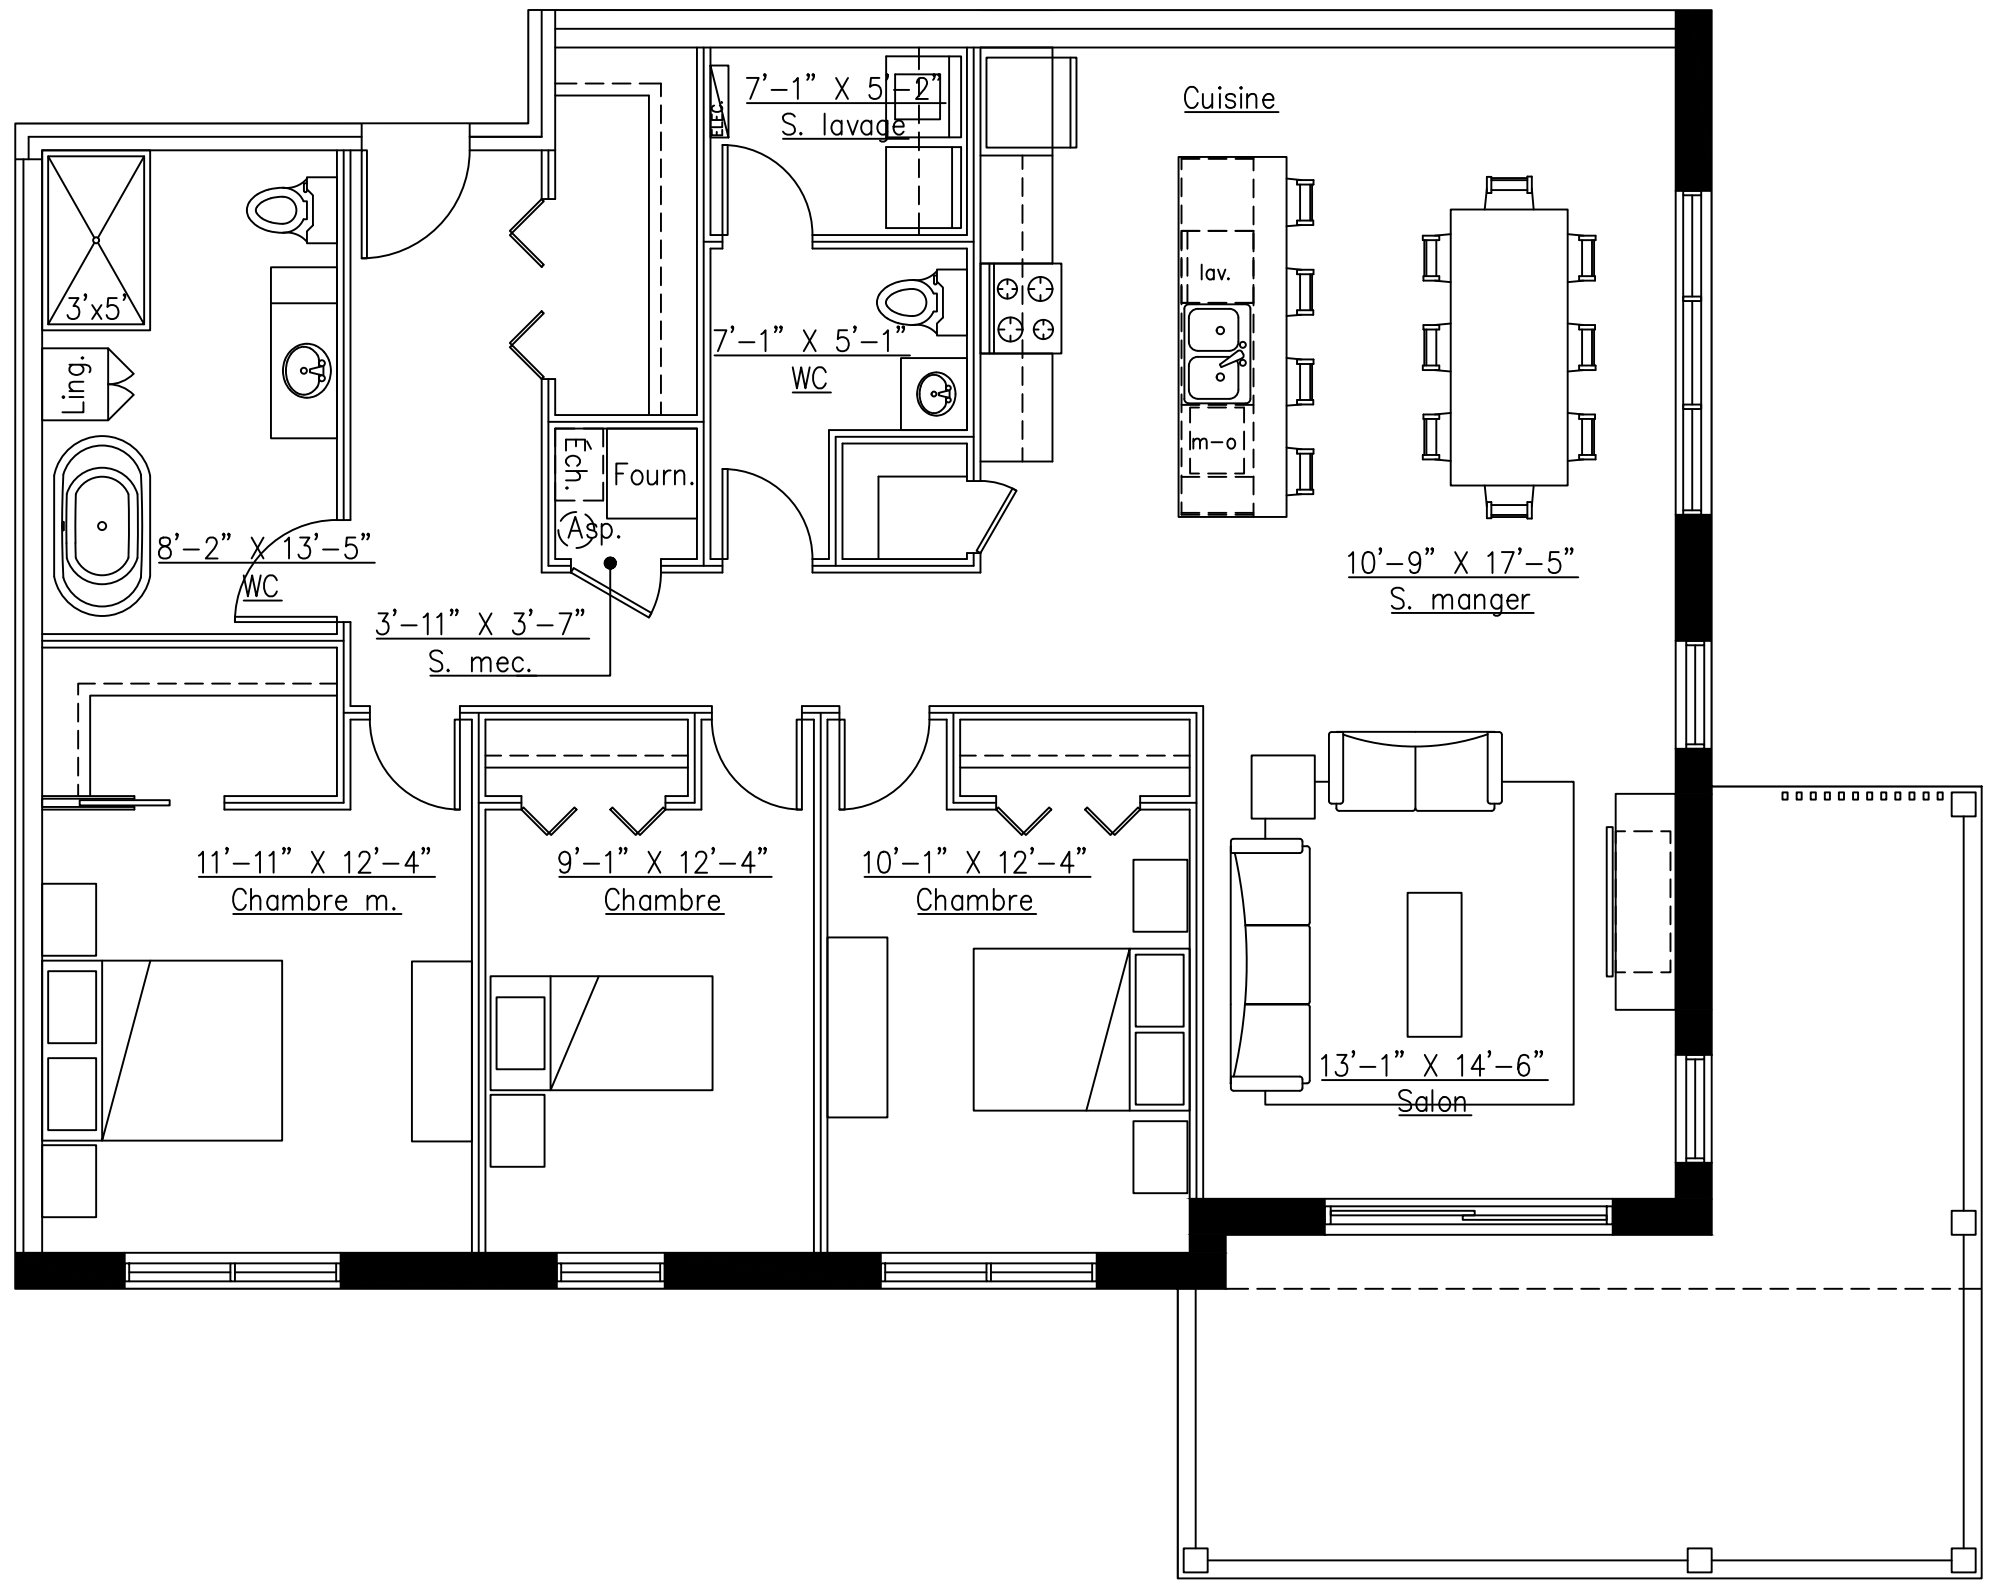 7'-1" X 5'-2"
S. lavage
ELEC.
Cuisine
3'x5'
Ling.
lav.
7'-1" X 5'-1"
WC
m-o
Éch.
Fourn.
Asp.
8'-2" X 13'-5"
WC
10'-9" X 17'-5"
S. manger
3'-11" X 3'-7"
S. mec.
11'-11" X 12'-4"
Chambre m.
9'-1" X 12'-4"
Chambre
10'-1" X 12'-4"
Chambre
13'-1" X 14'-6"
Salon